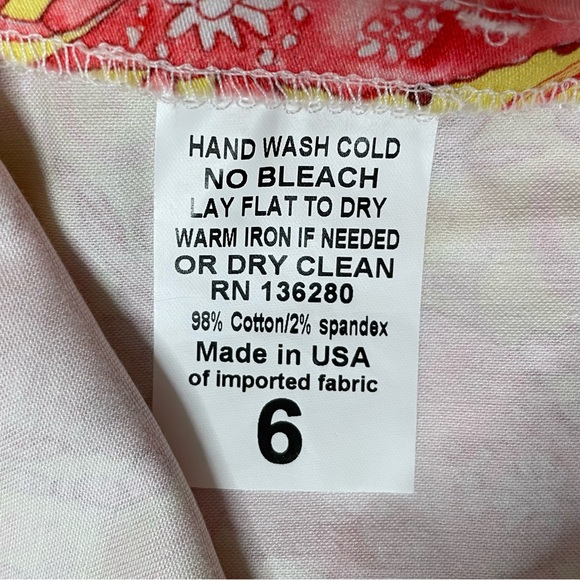 HAND WASH COLD
NO BLEACH
LAY FLAT TO DRY
WARM IRON IF NEEDED
OR DRY CLEAN
RN 136280
98% Cotton/2% spandex
Made in USA
of imported fabric
6